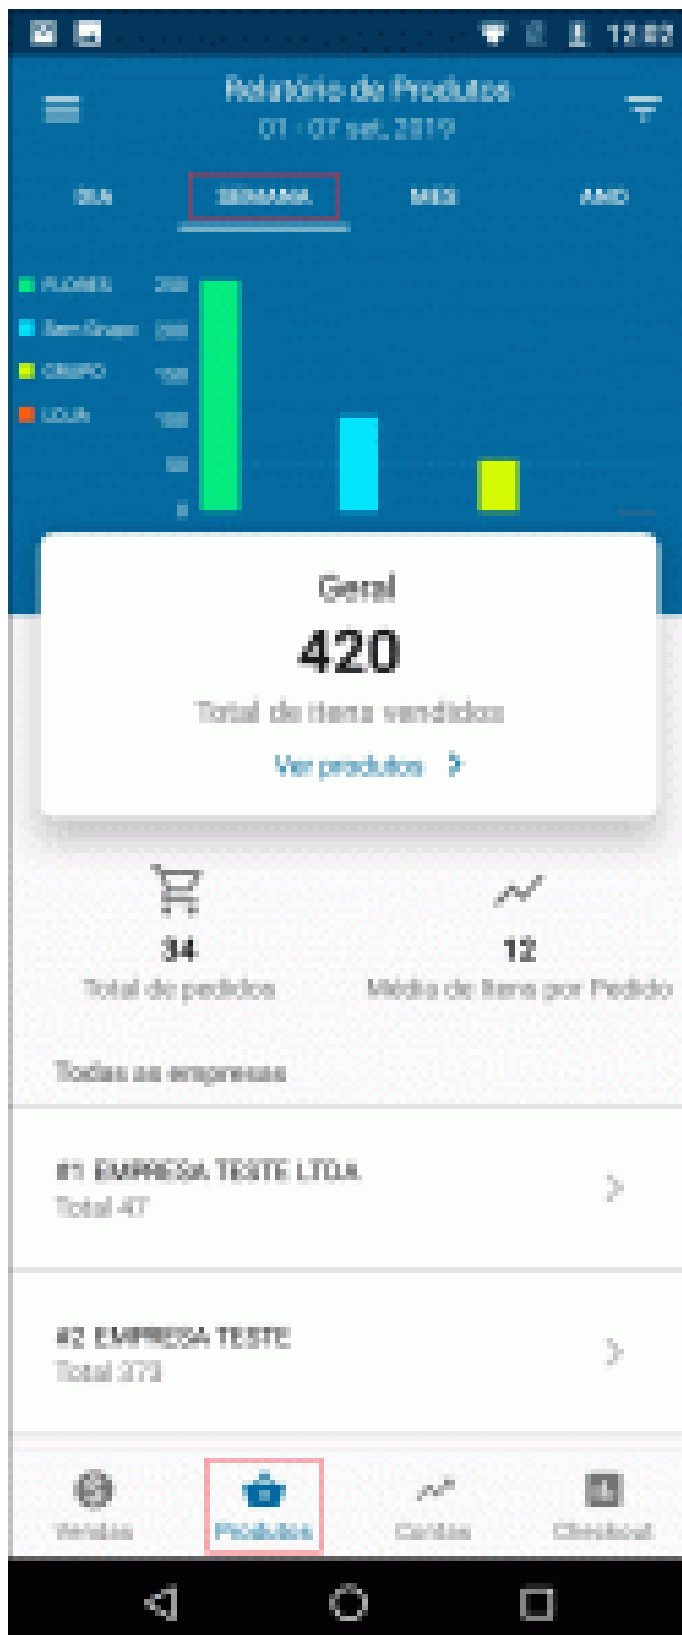 12:02
Relatório de Produtos
01 - 07 set. 2019
DIA SEMANA MES ANO
FLORES
Sem Grupo
GRUPO
LOJA
250
200
150
100
50
0
Geral
420
Total de itens vendidos
Ver produtos
34
Total de pedidos
12
Média de Itens por Pedido
Todas as empresas
#1 EMPRESA TESTE LTDA
Total 47
#2 EMPRESA TESTE
Total 373
Vendas Produtos Contas Checkout